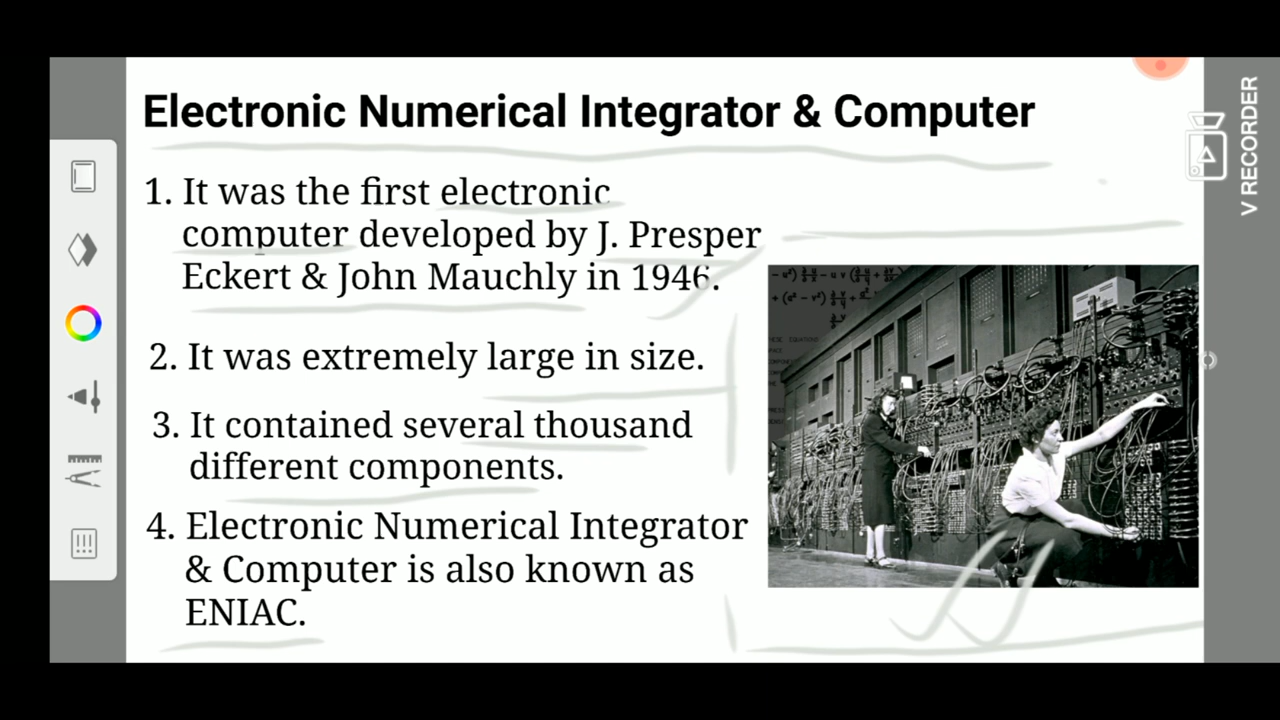 Electronic Numerical Integrator & Computer
1. It was the first electronic
computer developed by J. Presper
Eckert & John Mauchly in 1946.
2. It was extremely large in size.
3. It contained several thousand
different components.
4. Electronic Numerical Integrator
& Computer is also known as
ENIAC.
V RECORDER